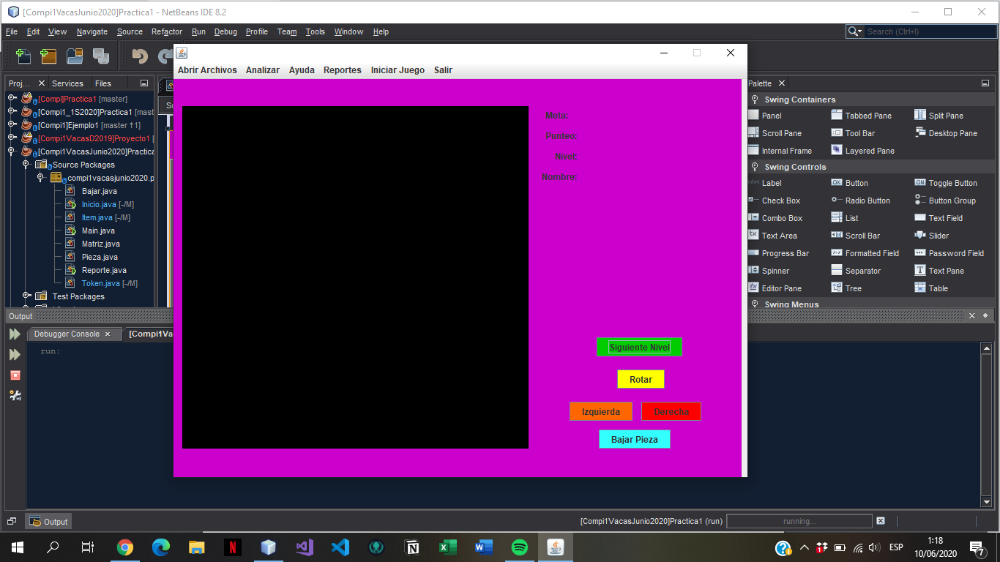 [Compi1VacasJunio2020]Practica1 - NetBeans IDE 8.2
File Edit View Navigate Source Refactor Run Debug Profile Team Tools Window Help
Search (Ctrl+I)
Abrir Archivos Analizar Ayuda Reportes Iniciar Juego Salir
Proj... Services Files
[Compi]Practica1 [master]
[Compi1_1S2020]Practica1 [mast
[Compi1]Ejemplo1 [master ↑1]
[Compi1VacasD2019]Proyecto1 [
[Compi1VacasJunio2020]Practica
Source Packages
compi1vacasjunio2020.p
Bajar.java
Inicio.java [-/M]
Item.java [-/M]
Main.java
Matriz.java
Pieza.java
Reporte.java
Token.java [-/M]
Test Packages
So
Meta:
Punteo:
Nivel:
Nombre:
Siguiente Nivel
Rotar
Izquierda Derecha
Bajar Pieza
Palette
Swing Containers
Panel Tabbed Pane Split Pane
Scroll Pane Tool Bar Desktop Pane
Internal Frame Layered Pane
Swing Controls
label Label OK Button ON Toggle Button
Check Box Radio Button Button Group
Combo Box List Text Field
tx Text Area Scroll Bar Slider
Progress Bar Formatted Field Password Field
Spinner Separator T Text Pane
Editor Pane Tree Table
Swing Menus
Output
Debugger Console [Compi1Va
run:
Output
[Compi1VacasJunio2020]Practica1 (run) running...
N
N
W
1
ESP
1:18
10/06/2020
7